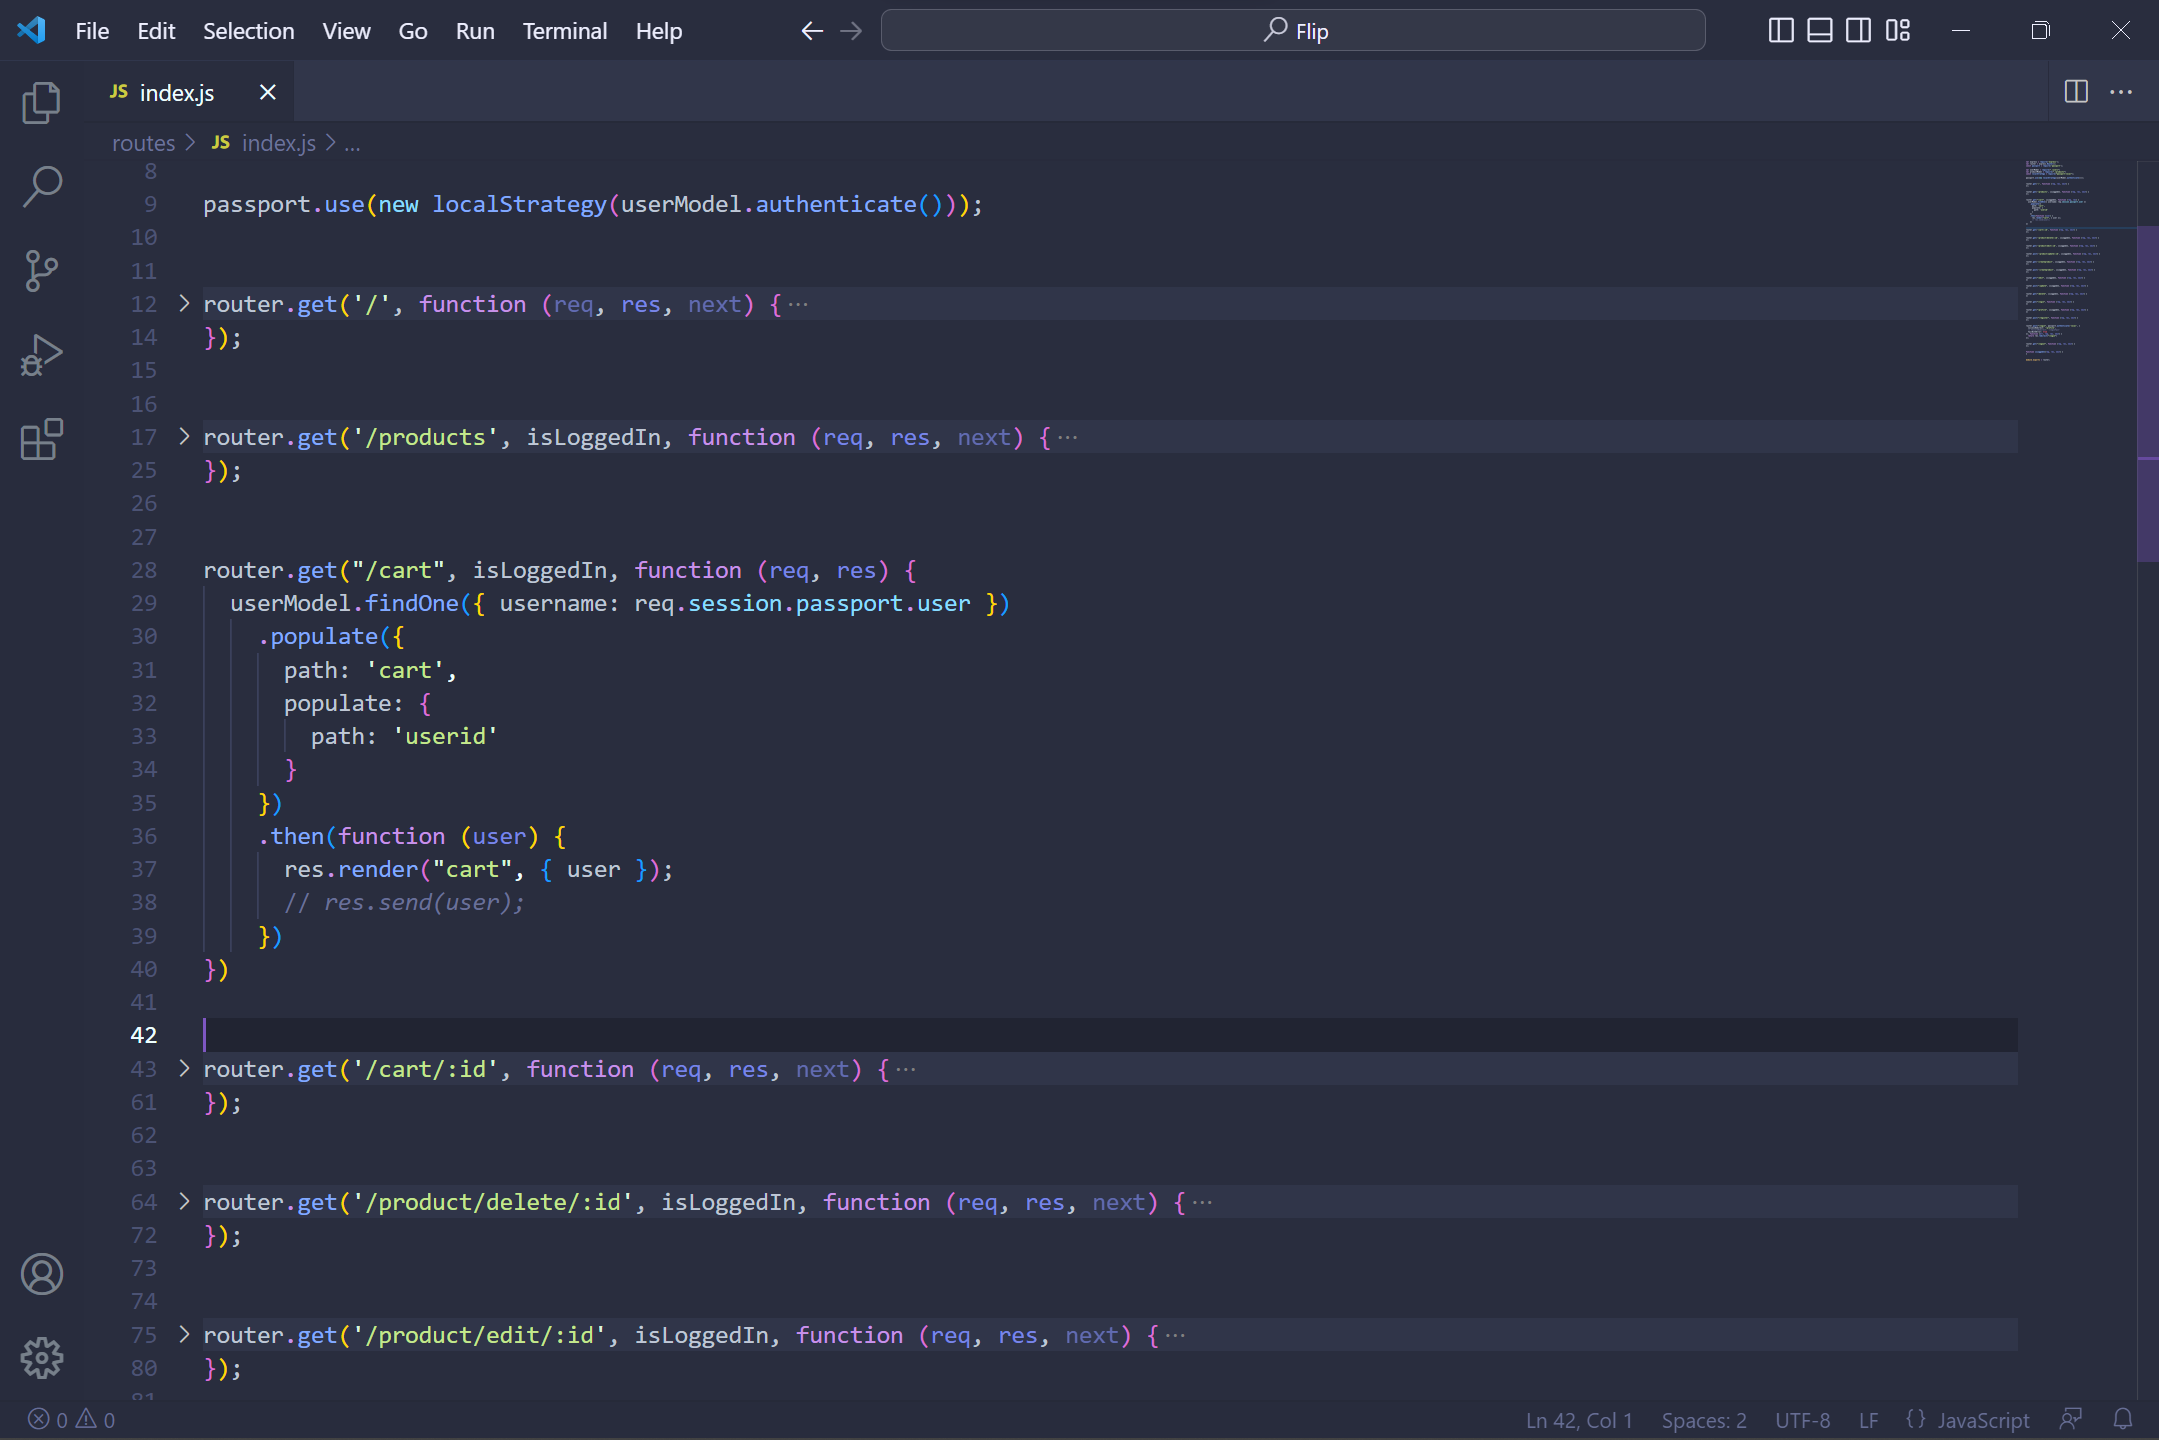 File Edit Selection View Go Run Terminal Help Flip
JS index.js
routes > JS index.js > ...
8
9 passport.use(new localStrategy(userModel.authenticate()));
10
11
12 router.get('/', function (req, res, next) {···
14 });
15
16
17 router.get('/products', isLoggedIn, function (req, res, next) {···
25 });
26
27
28 router.get("/cart", isLoggedIn, function (req, res) {
29 userModel.findOne({ username: req.session.passport.user })
30 .populate({
31 path: 'cart',
32 populate: {
33 path: 'userid'
34 }
35 })
36 .then(function (user) {
37 res.render("cart", { user });
38 // res.send(user);
39 })
40 })
41
42
43 router.get('/cart/:id', function (req, res, next) {···
61 });
62
63
64 router.get('/product/delete/:id', isLoggedIn, function (req, res, next) {···
72 });
73
74
75 router.get('/product/edit/:id', isLoggedIn, function (req, res, next) {···
80 });
81
0 0 Ln 42, Col 1 Spaces: 2 UTF-8 LF {} JavaScript